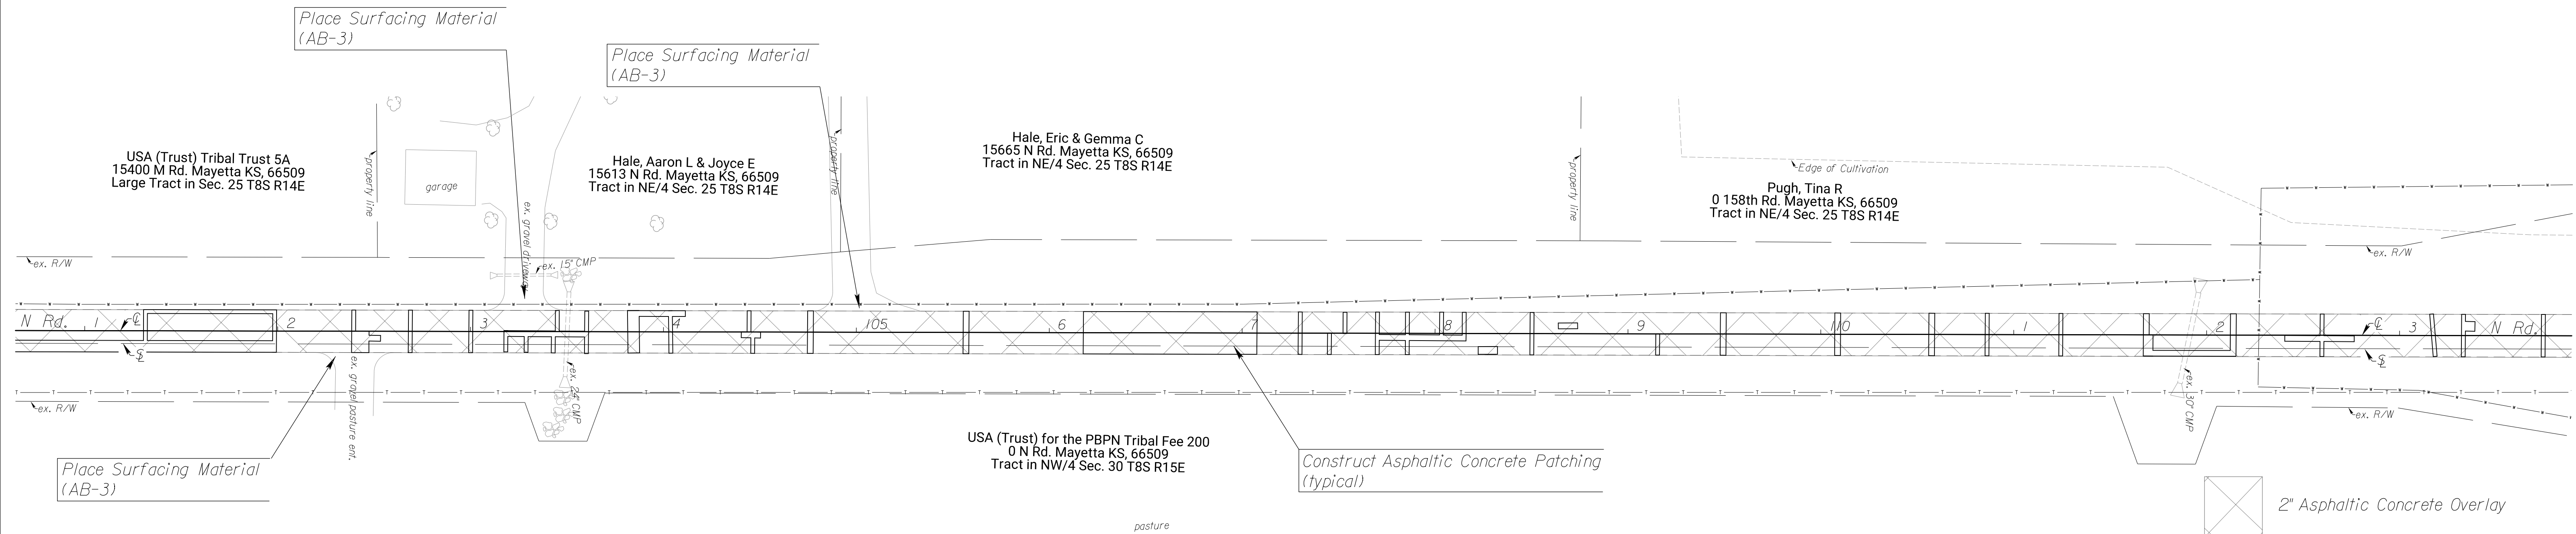 Place Surfacing Material
(AB-3)
Place Surfacing Material
(AB-3)
USA (Trust) Tribal Trust 5A
15400 M Rd. Mayetta KS, 66509
Large Tract in Sec. 25 T8S R14E
property line
garage
Hale, Aaron L & Joyce E
15613 N Rd. Mayetta KS, 66509
Tract in NE/4 Sec. 25 T8S R14E
property line
Hale, Eric & Gemma C
15665 N Rd. Mayetta KS, 66509
Tract in NE/4 Sec. 25 T8S R14E
property line
Edge of Cultivation
Pugh, Tina R
0 158th Rd. Mayetta KS, 66509
Tract in NE/4 Sec. 25 T8S R14E
ex. R/W
ex. gravel driveway
ex. 15" CMP
ex. R/W
N Rd. 1 ℄ 2 3 4 105 6 7 8 9 110 1 2 ℄ 3 N Rd.
ex. R/W
ex. gravel pasture ent.
ex. 24" CMP
ex. 30" CMP
ex. R/W
Place Surfacing Material
(AB-3)
USA (Trust) for the PBPN Tribal Fee 200
0 N Rd. Mayetta KS, 66509
Tract in NW/4 Sec. 30 T8S R15E
Construct Asphaltic Concrete Patching
(typical)
pasture
2" Asphaltic Concrete Overlay